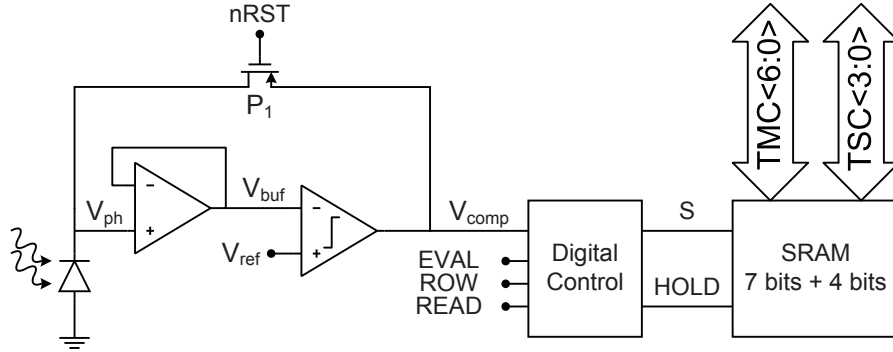 nRST
P1
TMC<6:0>
TSC<3:0>
-
+
Vph
Vbuf
-
+
Vref
Vcomp
EVAL
ROW
READ
Digital
Control
S
HOLD
SRAM
7 bits + 4 bits